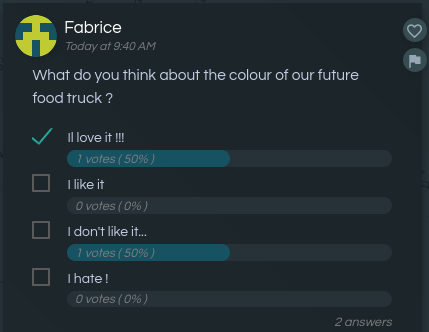 Fabrice
Today at 9:40 AM
What do you think about the colour of our future
food truck ?
Il love it !!!
1 votes ( 50% )
I like it
0 votes ( 0% )
I don't like it...
1 votes ( 50% )
I hate !
0 votes ( 0% )
2 answers